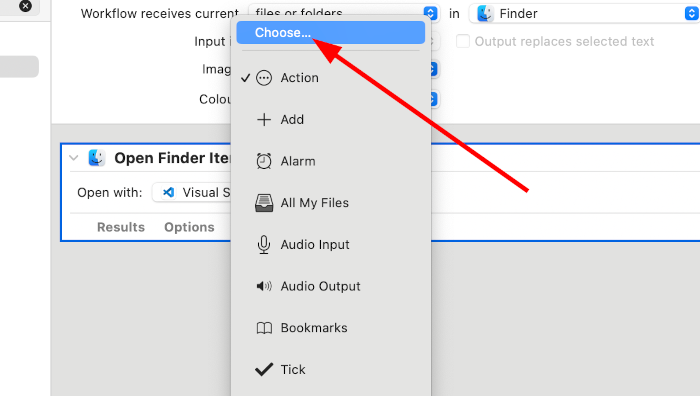 Workflow receives current files or folders in Finder
Choose...
Input i Output replaces selected text
Imag
Action
Colou
Add
Open Finder Ite
Alarm
Open with: Visual S
All My Files
Results Options
Audio Input
Audio Output
Bookmarks
Tick